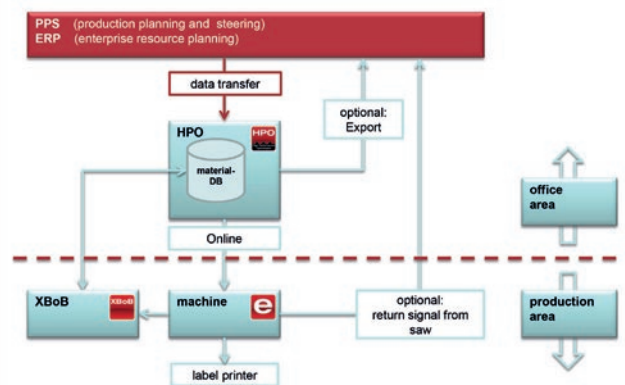 PPS (production planning and steering)
ERP (enterprise resource planning)
data transfer
optional:
Export
HPO
HPO
material-
DB
office
area
Online
XBoB
XBoB
machine
e
optional:
return signal from
saw
production
area
label printer